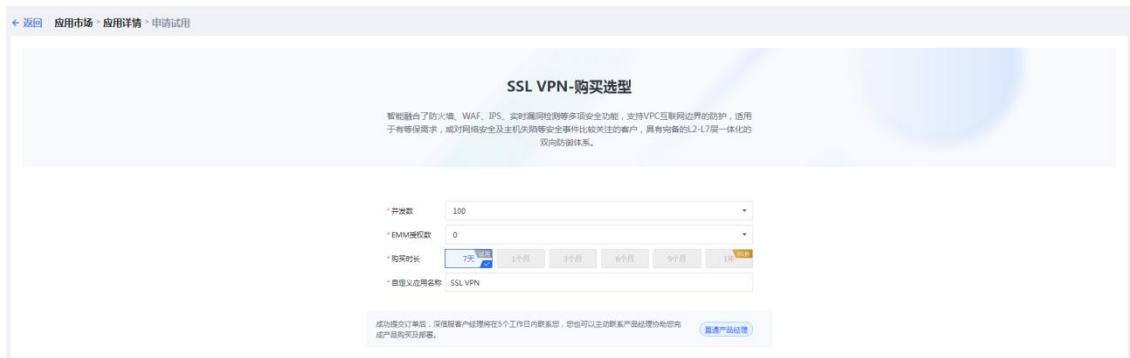 ← 返回 应用市场 > 应用详情 > 申请试用
SSL VPN-购买选型
智能融合了防火墙、WAF、IPS、实时漏洞检测等多项安全功能，支持VPC互联网边界的防护，适用
于有等保需求，或对网络安全及主机失陷等安全事件比较关注的客户，具有完备的L2-L7层一体化的
双向防御体系。
* 并发数 100
* EMM授权数 0
* 购买时长 7天 试用 1个月 3个月 6个月 9个月 1年
* 自定义应用名称 SSL VPN
成功提交订单后，深信服客户经理将在5个工作日内联系您，您也可以主动联系产品经理协助您完
成产品购买及部署。
直通产品经理